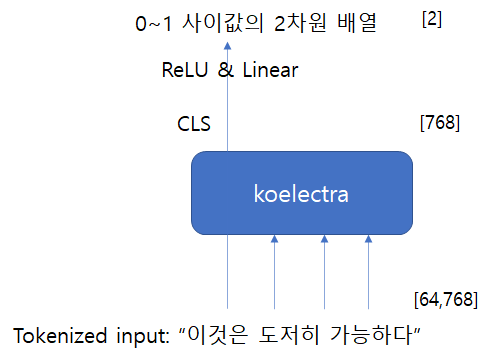 0~1 사이값의 2차원 배열 [2]
ReLU & Linear
CLS [768]
koelectra
[64,768]
Tokenized input: “이것은 도저히 가능하다”